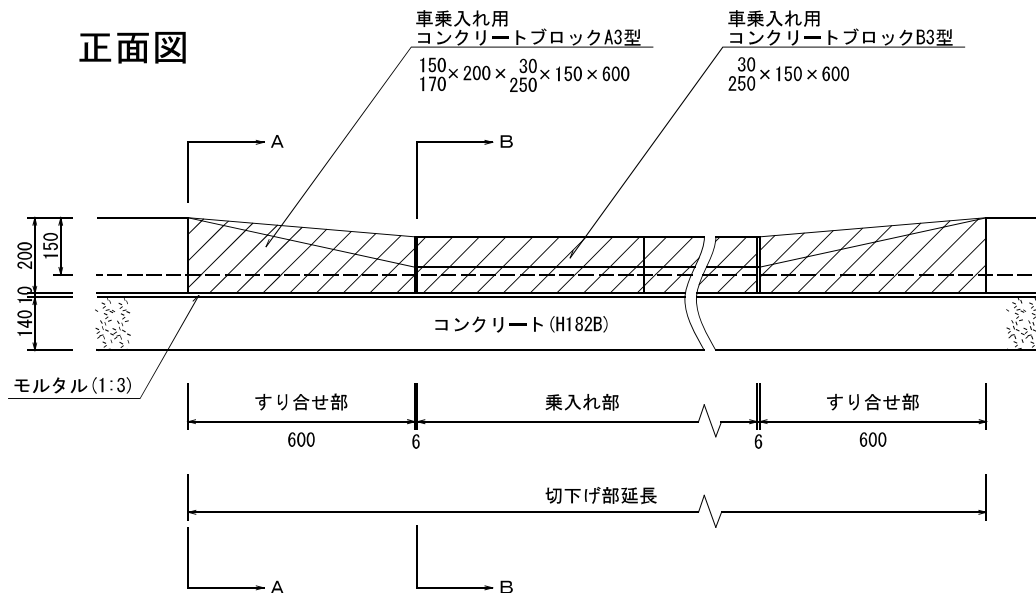 正面図
車乗入れ用
コンクリートブロックA3型
150/170×200×30/250×150×600
車乗入れ用
コンクリートブロックB3型
30/250×150×600
A
B
200
150
10
140
コンクリート(H182B)
モルタル(1:3)
すり合せ部
乗入れ部
すり合せ部
600
6
6
600
切下げ部延長
A
B